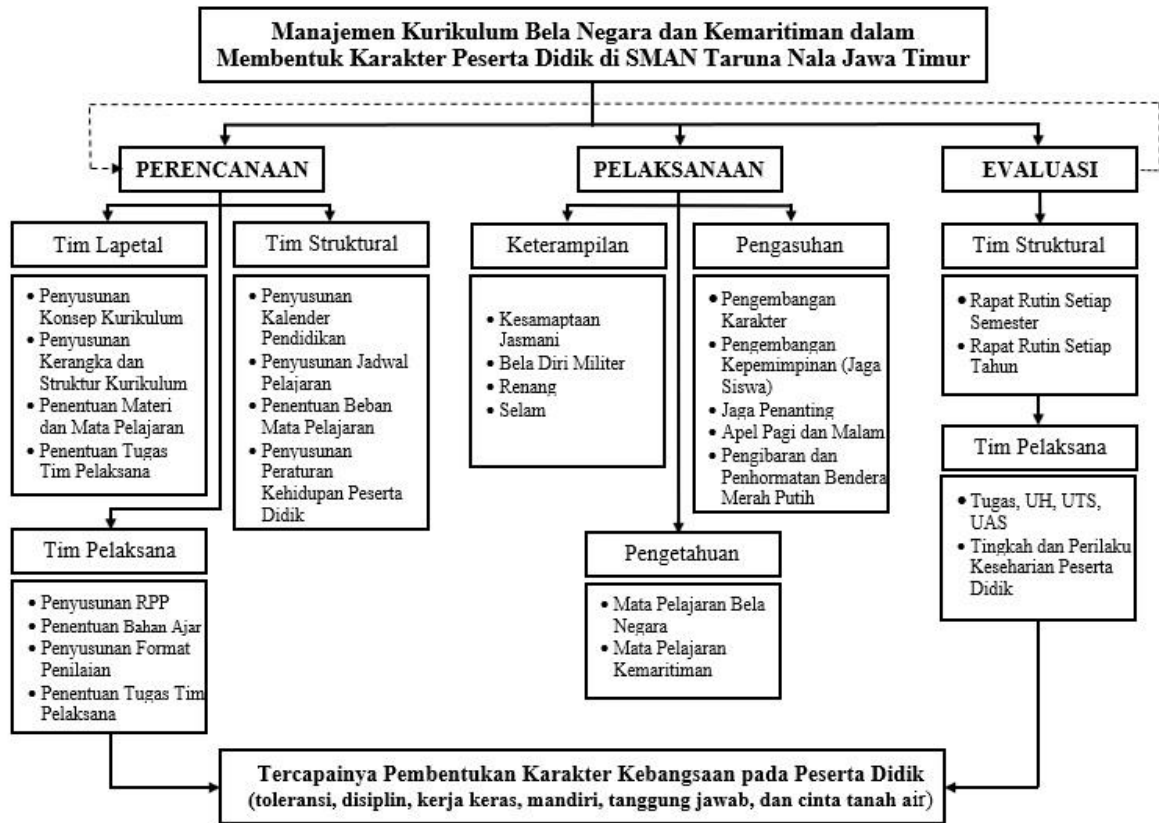 Manajemen Kurikulum Bela Negara dan Kemaritiman dalam
Membentuk Karakter Peserta Didik di SMAN Taruna Nala Jawa Timur
PERENCANAAN
Tim Lapetal
• Penyusunan
Konsep Kurikulum
• Penyusunan
Kerangka dan
Struktur Kurikulum
• Penentuan Materi
dan Mata Pelajaran
• Penentuan Tugas
Tim Pelaksana
Tim Struktural
• Penyusunan
Kalender
Pendidikan
• Penyusunan Jadwal
Pelajaran
• Penentuan Beban
Mata Pelajaran
• Penyusunan
Peraturan
Kehidupan Peserta
Didik
Tim Pelaksana
• Penyusunan RPP
• Penentuan Bahan Ajar
• Penyusunan Format
Penilaian
• Penentuan Tugas Tim
Pelaksana
PELAKSANAAN
Keterampilan
• Kesamaptaan
Jasmani
• Bela Diri Militer
• Renang
• Selam
Pengasuhan
• Pengembangan
Karakter
• Pengembangan
Kepemimpinan (Jaga
Siswa)
• Jaga Penanting
• Apel Pagi dan Malam
• Pengibaran dan
Penhormatan Bendera
Merah Putih
Pengetahuan
• Mata Pelajaran Bela
Negara
• Mata Pelajaran
Kemaritiman
EVALUASI
Tim Struktural
• Rapat Rutin Setiap
Semester
• Rapat Rutin Setiap
Tahun
Tim Pelaksana
• Tugas, UH, UTS,
UAS
• Tingkah dan Perilaku
Keseharian Peserta
Didik
Tercapainya Pembentukan Karakter Kebangsaan pada Peserta Didik
(toleransi, disiplin, kerja keras, mandiri, tanggung jawab, dan cinta tanah air)